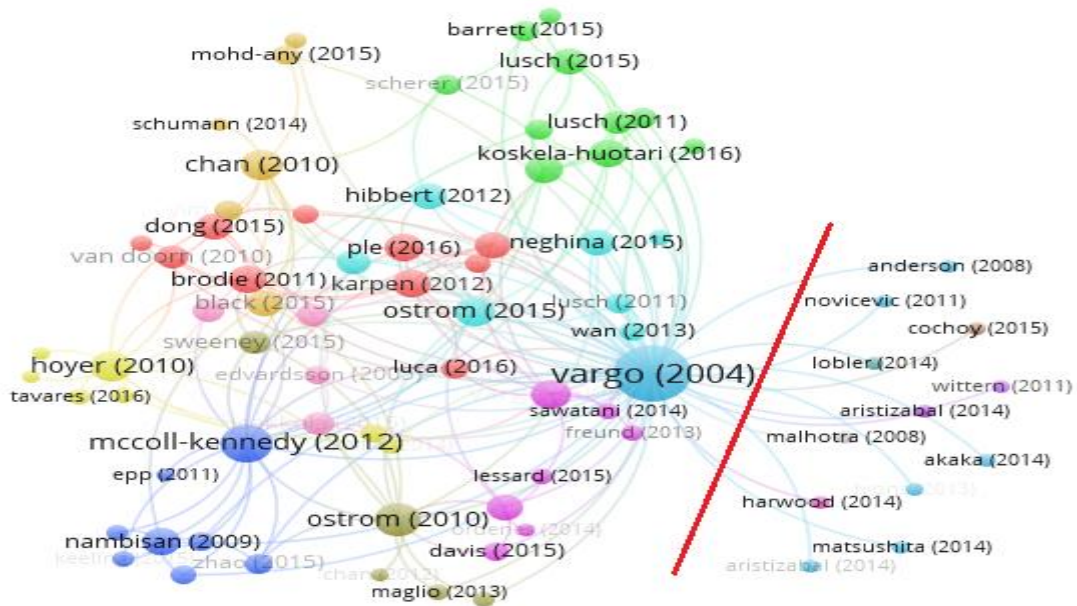 barrett (2015)
mohd-any (2015)
lusch (2015)
scherer (2015)
schumann (2014)
lusch (2011)
koskela-huotari (2016)
chan (2010)
hibbert (2012)
dong (2015)
ple (2016)
neghina (2015)
van doorn (2010)
anderson (2008)
brodie (2011)
karpen (2012)
black (2015)
ostrom (2015)
lusch (2011)
novicevic (2011)
wan (2013)
cochoy (2015)
sweeney (2015)
hoyer (2010)
edvardsson (2005)
luca (2016)
vargo (2004)
lobler (2014)
wittern (2011)
tavares (2016)
sawatani (2014)
aristizabal (2014)
freund (2013)
malhotra (2008)
mccoll-kennedy (2012)
akaka (2014)
epp (2011)
lessard (2015)
harwood (2014)
ostrom (2010)
nambisan (2009)
davis (2015)
matsushita (2014)
zhao (2015)
aristizabal (2014)
chan (2012)
maglio (2013)